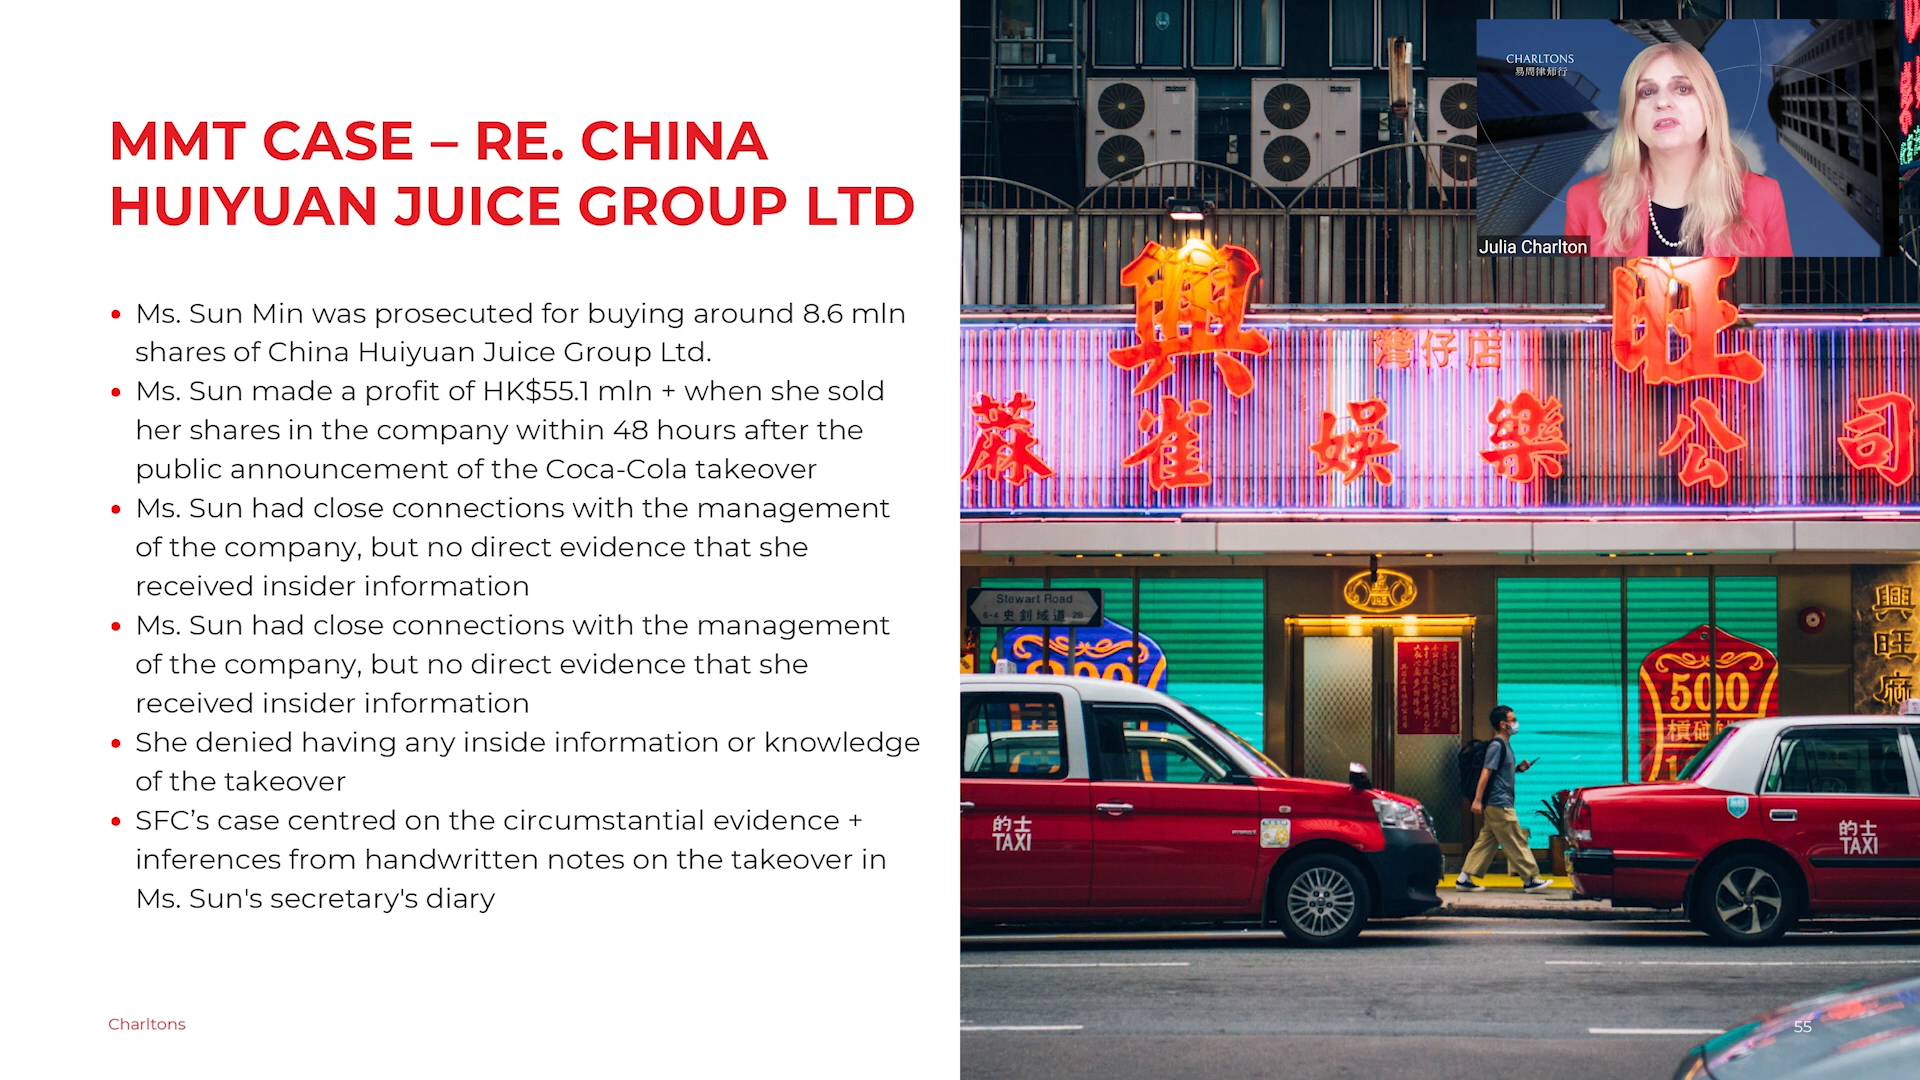 MMT CASE – RE. CHINA
HUIYUAN JUICE GROUP LTD
• Ms. Sun Min was prosecuted for buying around 8.6 mln
shares of China Huiyuan Juice Group Ltd.
• Ms. Sun made a profit of HK$55.1 mln + when she sold
her shares in the company within 48 hours after the
public announcement of the Coca-Cola takeover
• Ms. Sun had close connections with the management
of the company, but no direct evidence that she
received insider information
• Ms. Sun had close connections with the management
of the company, but no direct evidence that she
received insider information
• She denied having any inside information or knowledge
of the takeover
• SFC’s case centred on the circumstantial evidence +
inferences from handwritten notes on the takeover in
Ms. Sun's secretary's diary
Charltons
CHARLTONS
易周律師行
Julia Charlton
興 旺
灣仔店
蔴雀娛樂公司
Stewart Road
史釗域道
興旺蔴
500
的士
TAXI
的士
TAXI
55